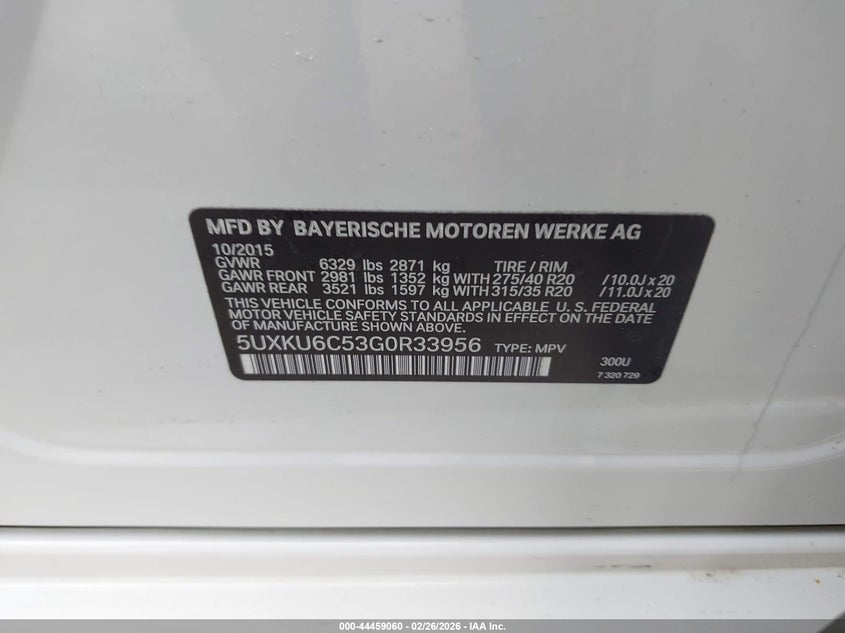 MFD BY BAYERISCHE MOTOREN WERKE AG
10/2015
GVWR 6329 lbs 2871 kg TIRE / RIM
GAWR FRONT 2981 lbs 1352 kg WITH 275/40 R20 /10.0J x 20
GAWR REAR 3521 lbs 1597 kg WITH 315/35 R20 /11.0J x 20
THIS VEHICLE CONFORMS TO ALL APPLICABLE U. S. FEDERAL
MOTOR VEHICLE SAFETY STANDARDS IN EFFECT ON THE DATE
OF MANUFACTURE SHOWN ABOVE.
5UXKU6C53G0R33956 TYPE: MPV 300U
7 320 729
000-44459060 - 02/26/2026 - IAA Inc.